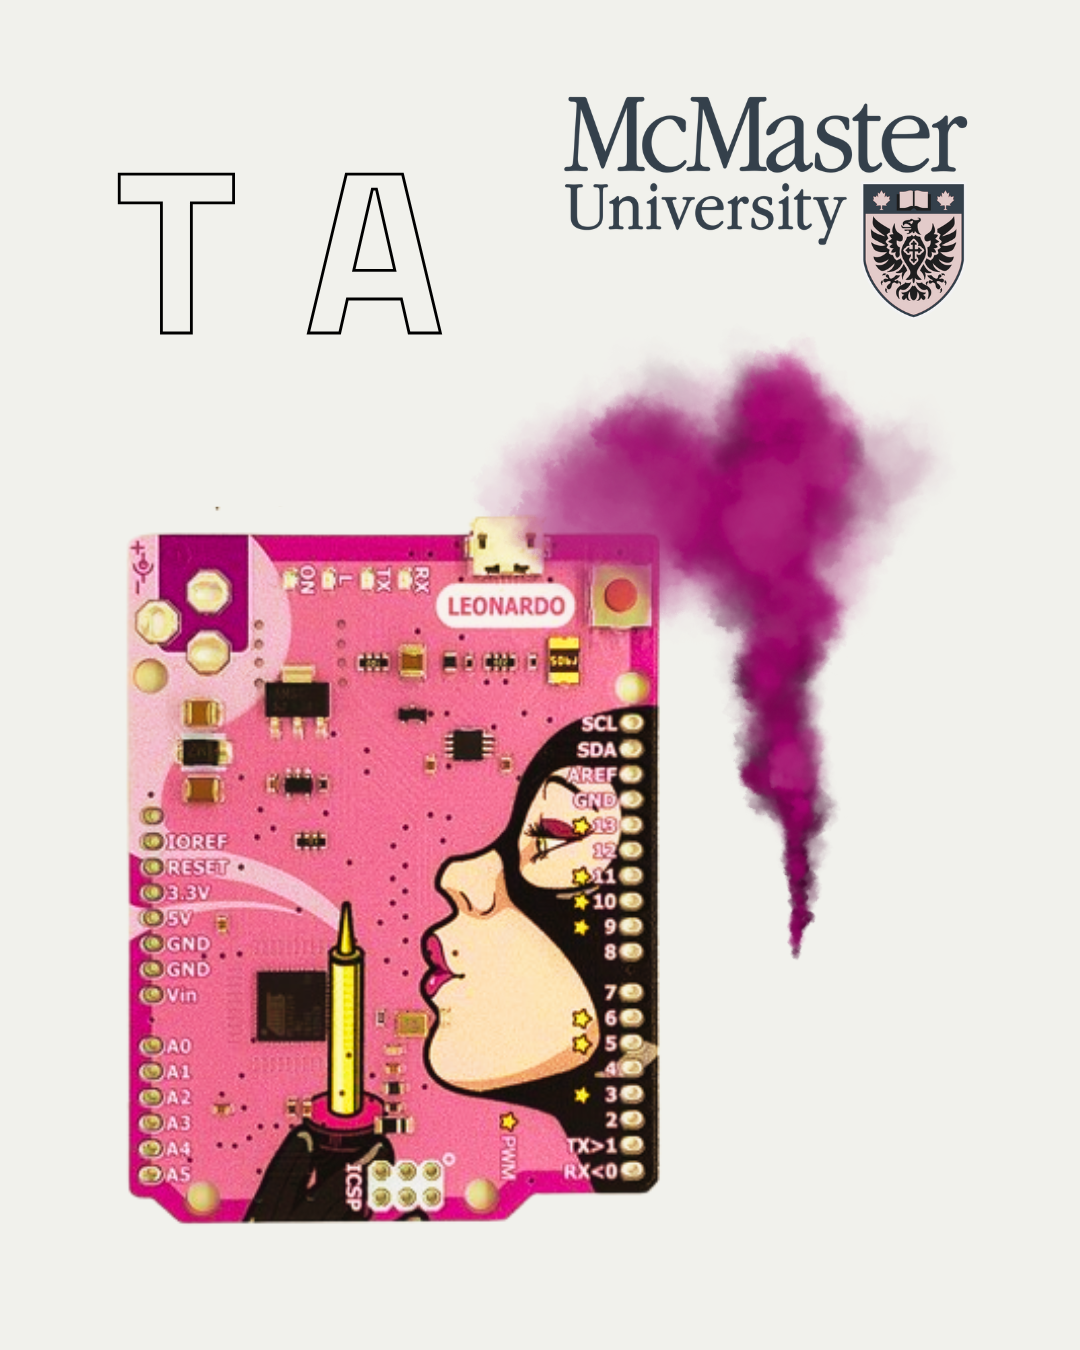 T A
McMaster
University
+
-
ON
L
TX
RX
LEONARDO
SCL
SDA
AREF
GND
13
12
11
10
9
8
7
6
5
4
3
2
TX>1
RX<0
IOREF
RESET
3.3V
5V
GND
GND
Vin
A0
A1
A2
A3
A4
A5
PWM
ICSP